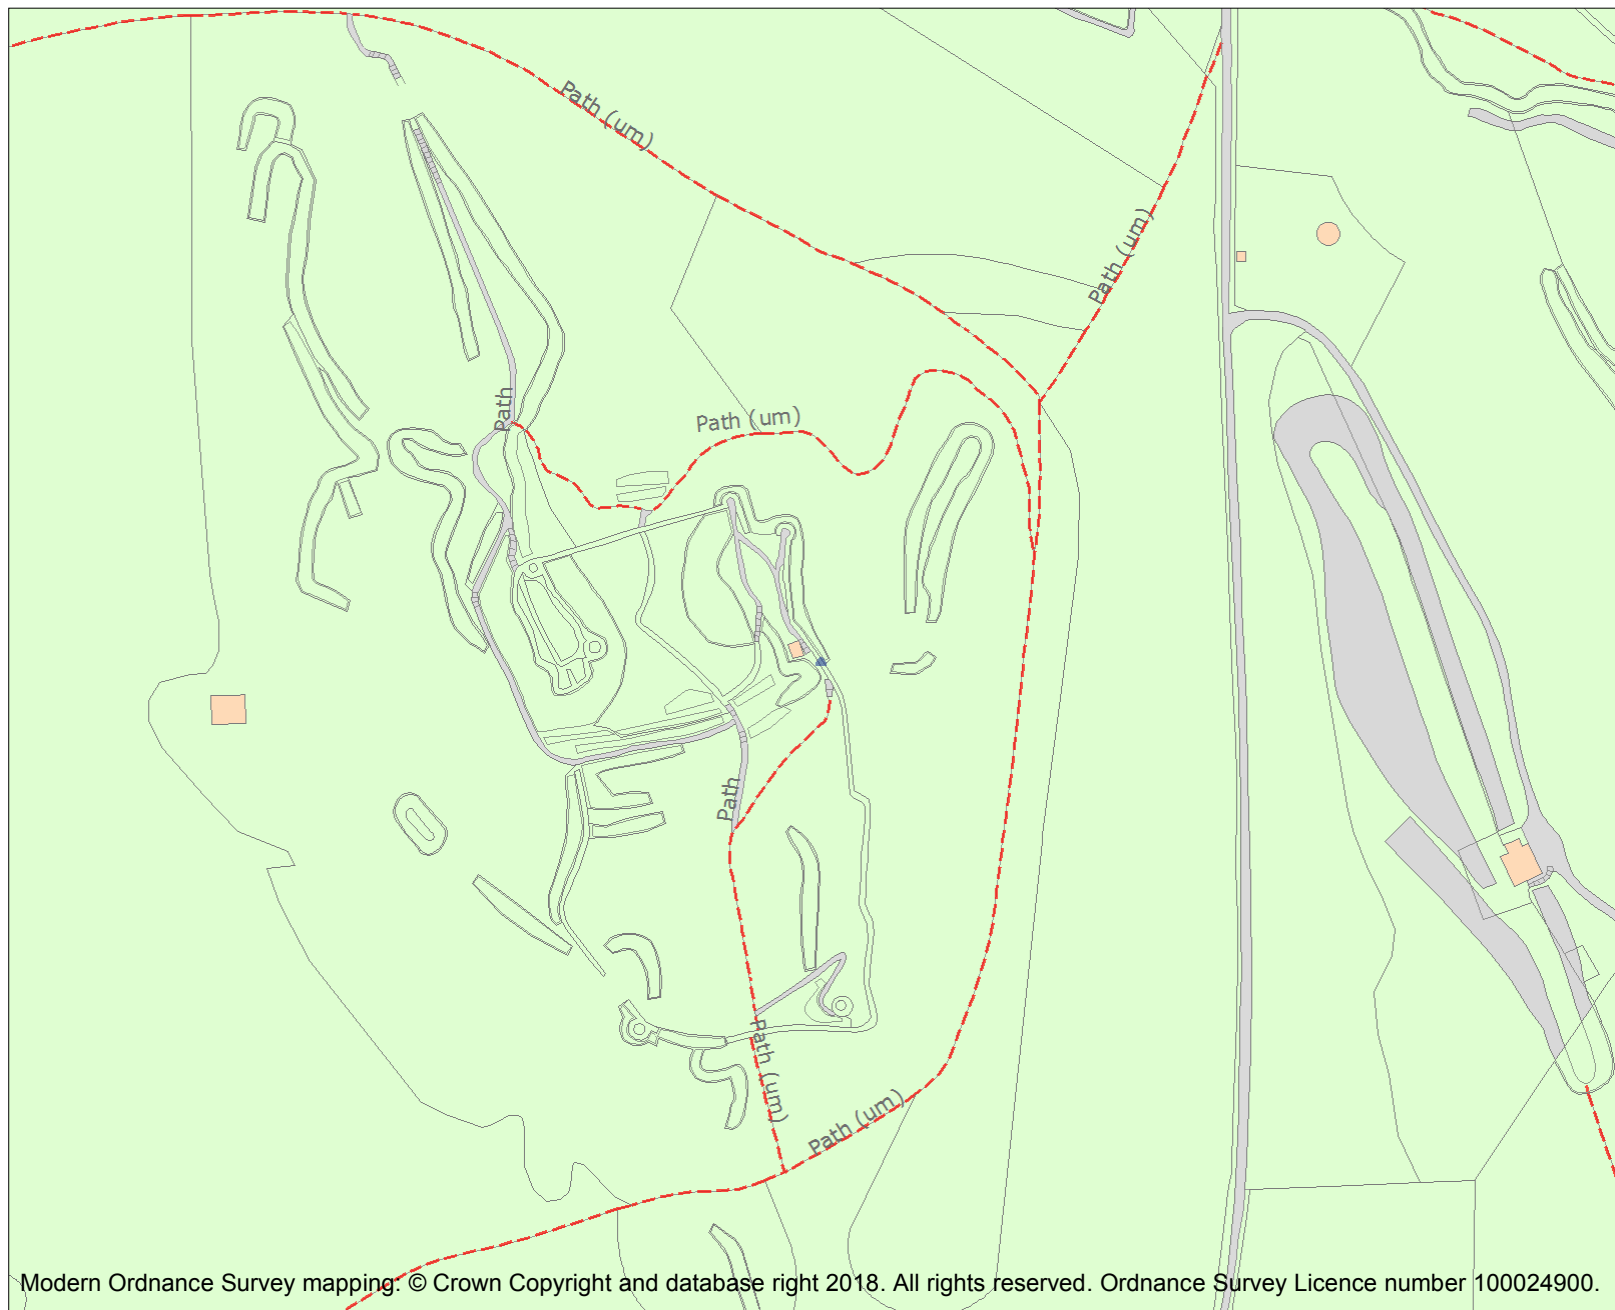 Path (um)
Path (um)
Path
Path (um)
Path
Path (um)
Path (um)
Modern Ordnance Survey mapping: © Crown Copyright and database right 2018. All rights reserved. Ordnance Survey Licence number 100024900.